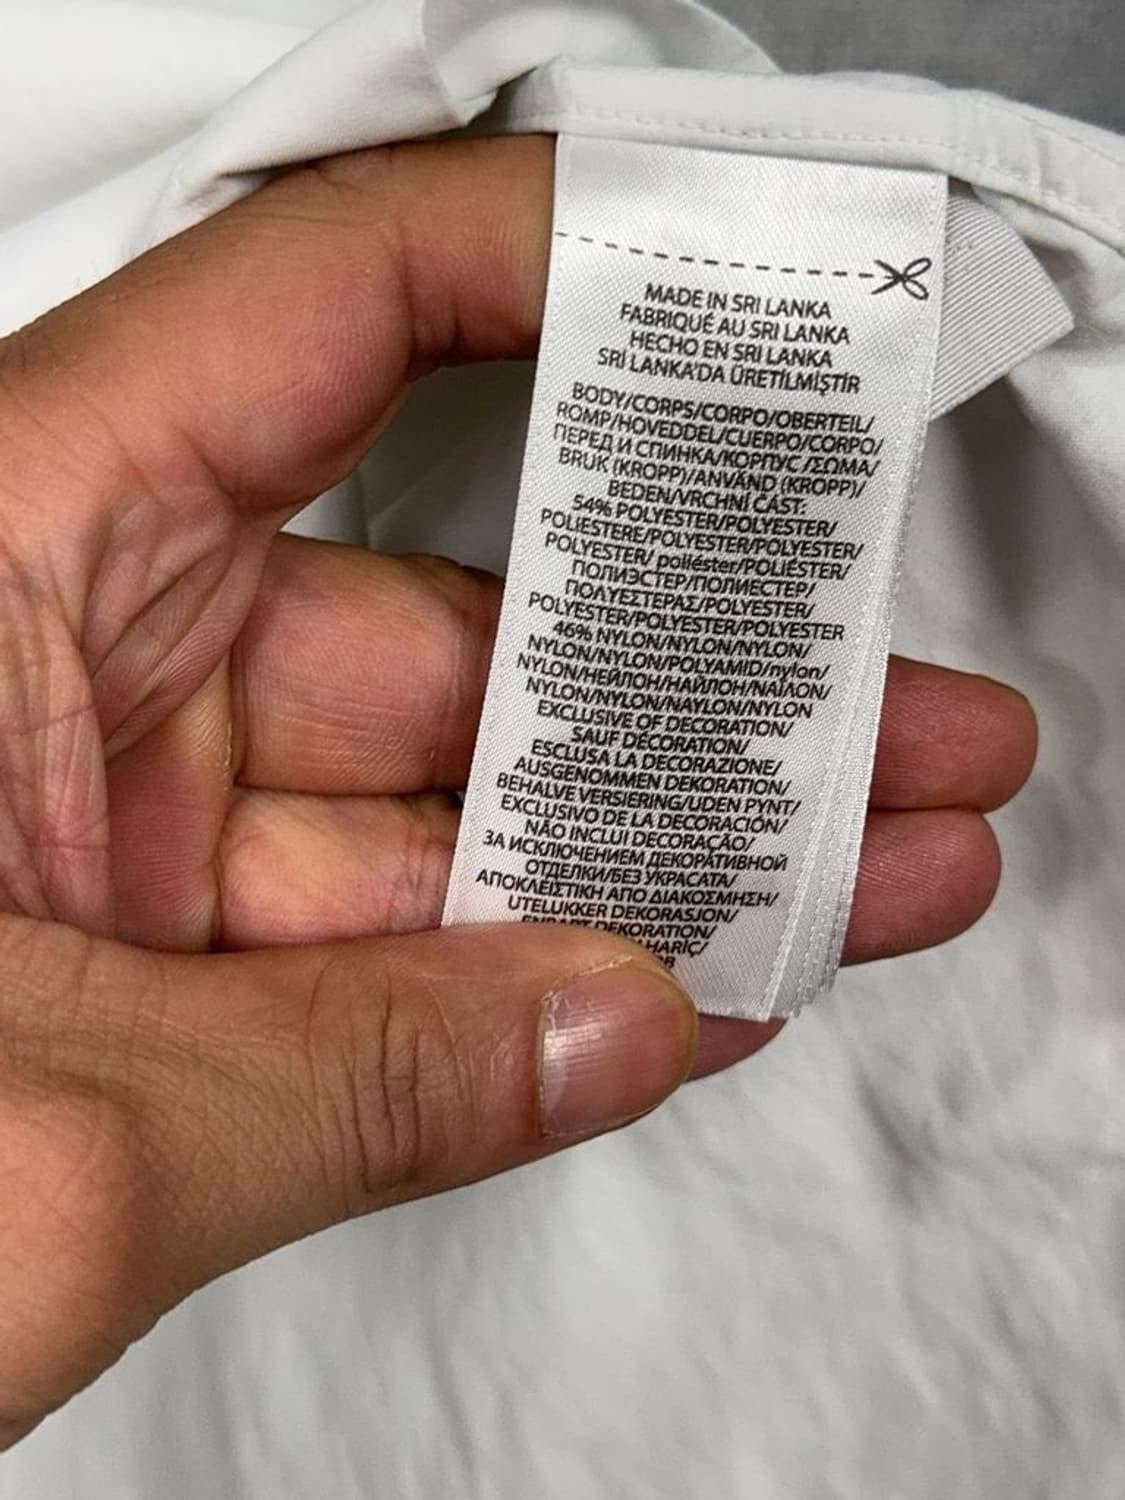 MADE IN SRI LANKA
FABRIQUÉ AU SRI LANKA
HECHO EN SRI LANKA
SRİ LANKA'DA ÜRETİLMİŞTİR
BODY/CORPS/CORPO/OBERTEIL/
ROMP/HOVEDDEL/CUERPO/CORPO/
ПЕРЕД И СПИНКА/КОРПУС /ΣΩΜΑ/
BRUK (KROPP)/ANVÄND (KROPP)/
BEDEN/VRCHNÍ ČÁST:
54% POLYESTER/POLYESTER/
POLIESTERE/POLYESTER/POLYESTER/
POLYESTER/ poliéster/POLIÉSTER/
ПОЛИЭСТЕР/ПОЛИЕСТЕР/
ΠΟΛΥΕΣΤΕΡΑΣ/POLYESTER/
POLYESTER/POLYESTER/POLYESTER
46% NYLON/NYLON/NYLON/
NYLON/NYLON/POLYAMID/nylon/
NYLON/НЕЙЛОН/НАЙЛОН/ΝΑΪΛΟΝ/
NYLON/NYLON/NAYLON/NYLON
EXCLUSIVE OF DECORATION/
SAUF DÉCORATION/
ESCLUSA LA DECORAZIONE/
AUSGENOMMEN DEKORATION/
BEHALVE VERSIERING/UDEN PYNT/
EXCLUSIVO DE LA DECORACIÓN/
NÃO INCLUI DECORAÇÃO/
ЗА ИСКЛЮЧЕНИЕМ ДЕКОРАТИВНОЙ
ОТДЕЛКИ/БЕЗ УКРАСАТА/
ΑΠΟΚΛΕΙΣΤΙΚΗ ΑΠΟ ΔΙΑΚΟΣΜΗΣΗ/
UTELUKKER DEKORASJON/
DEKORATION/
HARİÇ/